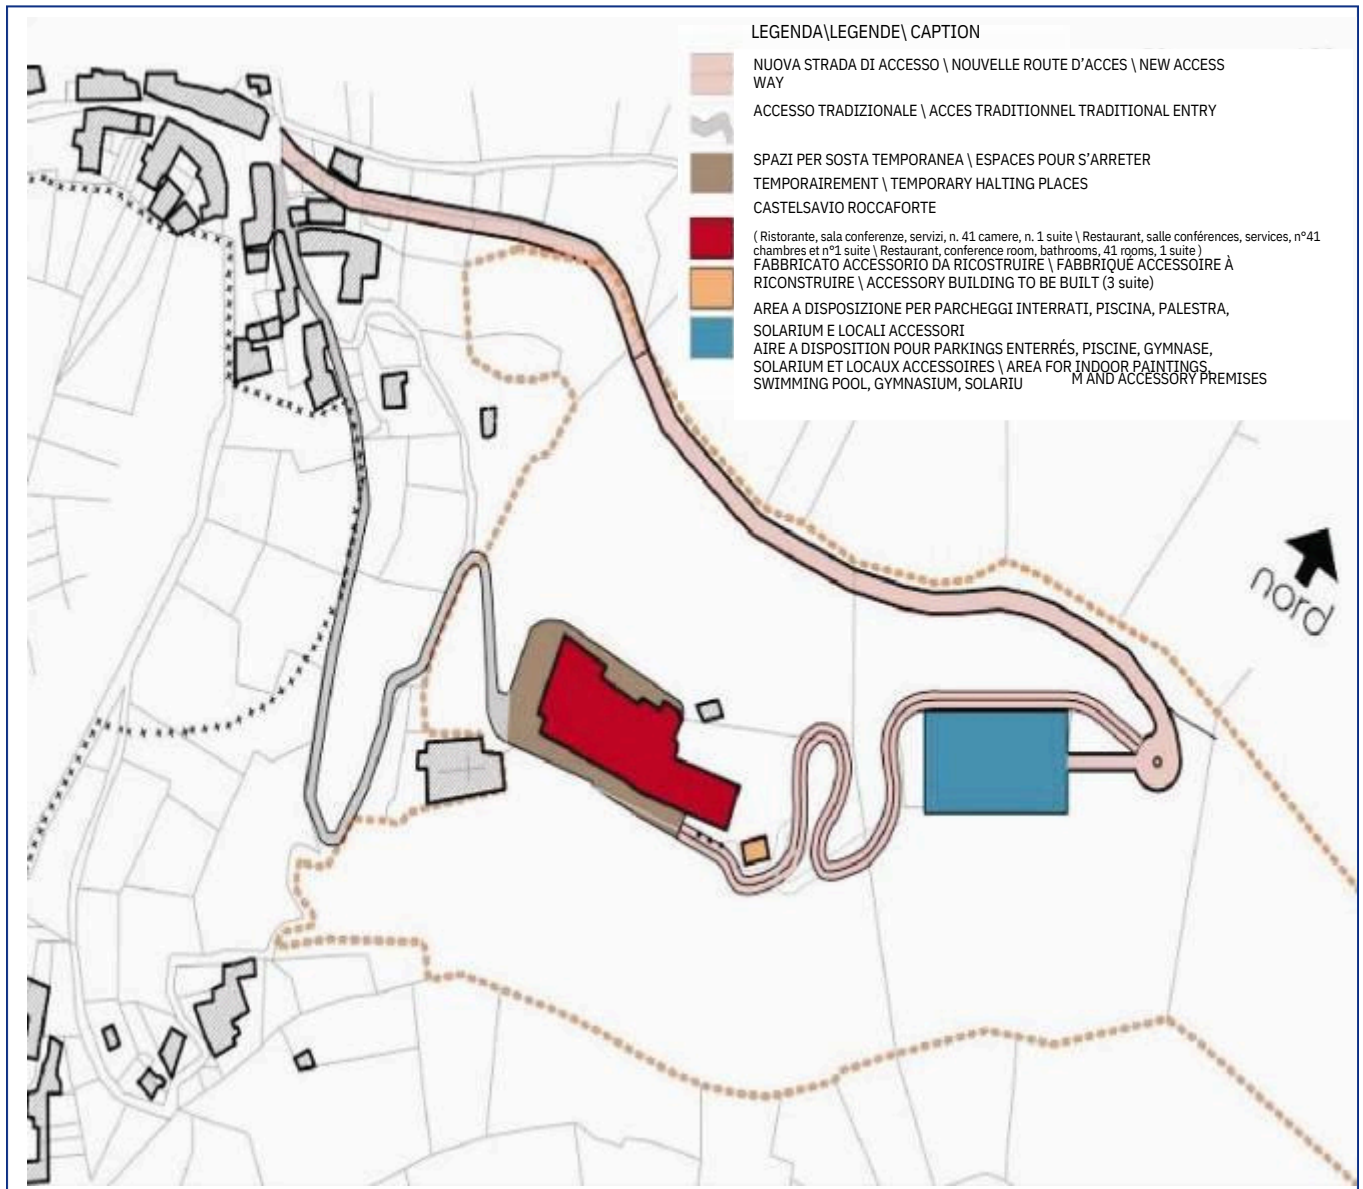 LEGENDA\LEGENDE\ CAPTION
NUOVA STRADA DI ACCESSO \ NOUVELLE ROUTE D'ACCES \ NEW ACCESS
WAY
ACCESSO TRADIZIONALE \ ACCES TRADITIONNEL TRADITIONAL ENTRY
SPAZI PER SOSTA TEMPORANEA \ ESPACES POUR S'ARRETER
TEMPORAIREMENT \ TEMPORARY HALTING PLACES
CASTELSAVIO ROCCAFORTE
( Ristorante, sala conferenze, servizi, n. 41 camere, n. 1 suite \ Restaurant, salle conférences, services, n°41
chambres et n°1 suite \ Restaurant, conference room, bathrooms, 41 rooms, 1 suite )
FABBRICATO ACCESSORIO DA RICOSTRUIRE \ FABBRIQUÉ ACCESSOIRE À
RICONSTRUIRE \ ACCESSORY BUILDING TO BE BUILT (3 suite)
AREA A DISPOSIZIONE PER PARCHEGGI INTERRATI, PISCINA, PALESTRA,
SOLARIUM E LOCALI ACCESSORI
AIRE A DISPOSITION POUR PARKINGS ENTERRÉS, PISCINE, GYMNASE,
SOLARIUM ET LOCAUX ACCESSOIRES \ AREA FOR INDOOR PAINTINGS,
SWIMMING POOL, GYMNASIUM, SOLARIU M AND ACCESSORY PREMISES
nord